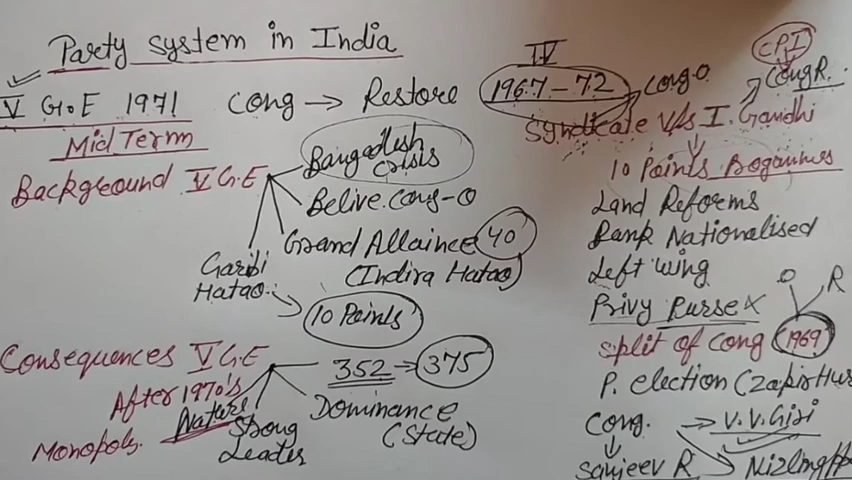 Party system in India
V G.E 1971 Cong → Restore
Mid Term
Background V G.E
Bangadlush Crisis
Belive. Cong-O
Grand Allaince 40
(Indira Hatao)
Garibi
Hatao..
10 Points
Consequences V G.E
352 → 375
After 1970's
Nature
Strong
Leader
Monopoly.
Dominance
(State)
IV
1967-72
Cong O
CPI
Cong R.
Syndicate v/s I. Gandhi
10 Points
Land Reforms
Bank Nationalised
Left wing
Privy Purse x
O R
Split of Cong 1969
P. election (Zakir Hus
Cong. → V.V. Giri
Sanjeev R